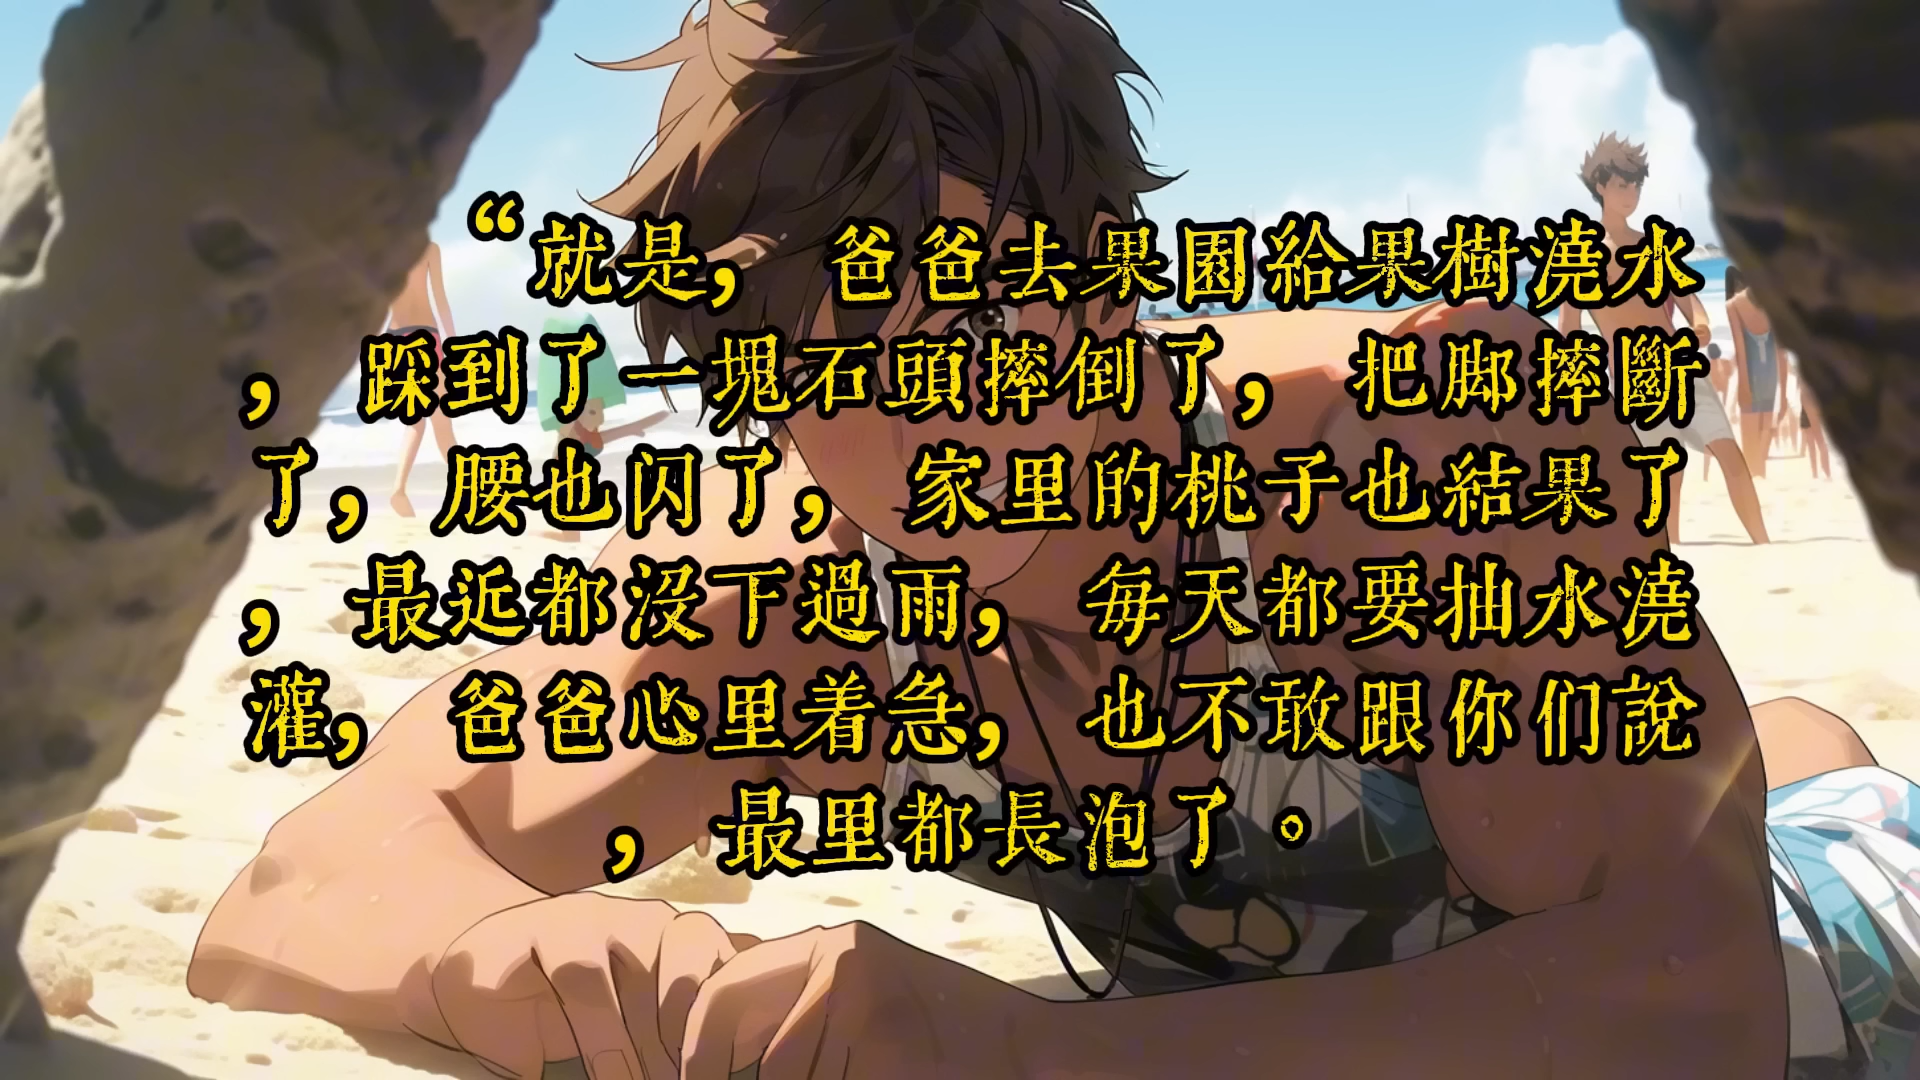 “就是， 爸爸去果園給果樹澆水
， 踩到了一塊石頭摔倒了， 把脚摔斷
了， 腰也闪了， 家里的桃子也結果了
， 最近都沒下過雨， 每天都要抽水澆
灌， 爸爸心里着急， 也不敢跟你们說
， 最里都長泡了。